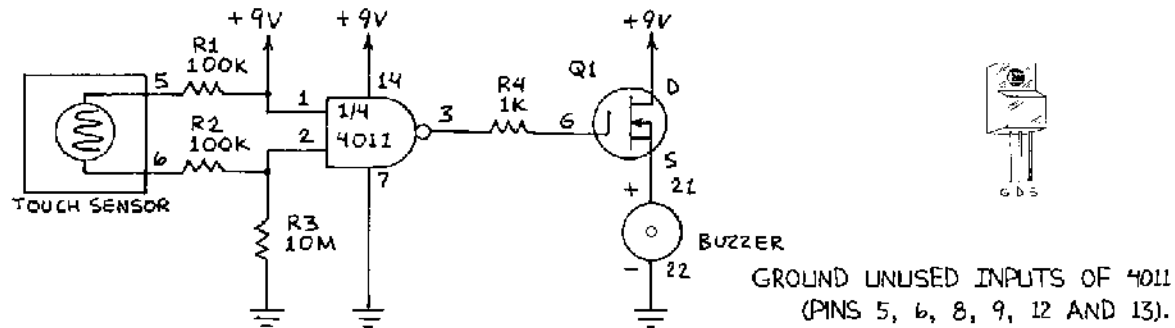 +9V
+9V
+9V
R1
100K
5
14
R4
1K
Q1
D
1
1/4
4011
2
3
G
R2
100K
6
7
S
TOUCH SENSOR
R3
10M
+
21
BUZZER
-
22
G D S
GROUND UNUSED INPUTS OF 4011
(PINS 5, 6, 8, 9, 12 AND 13).